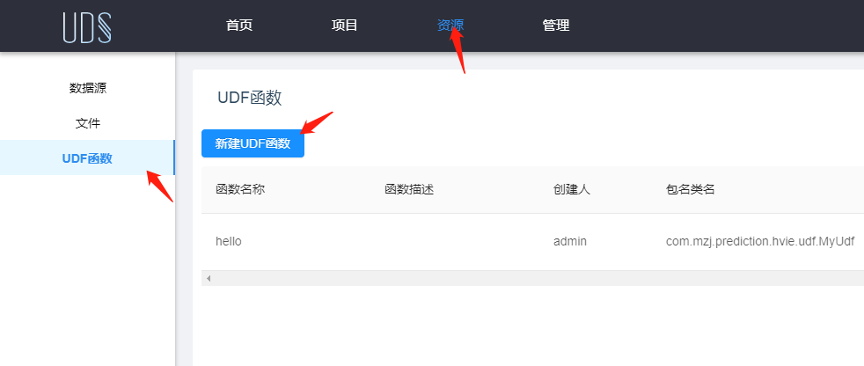 UDS 首页 项目 资源 管理
数据源
文件
UDF函数
UDF函数
新建UDF函数
函数名称 函数描述 创建人 包名类名
hello admin com.mzj.prediction.hvie.udf.MyUdf